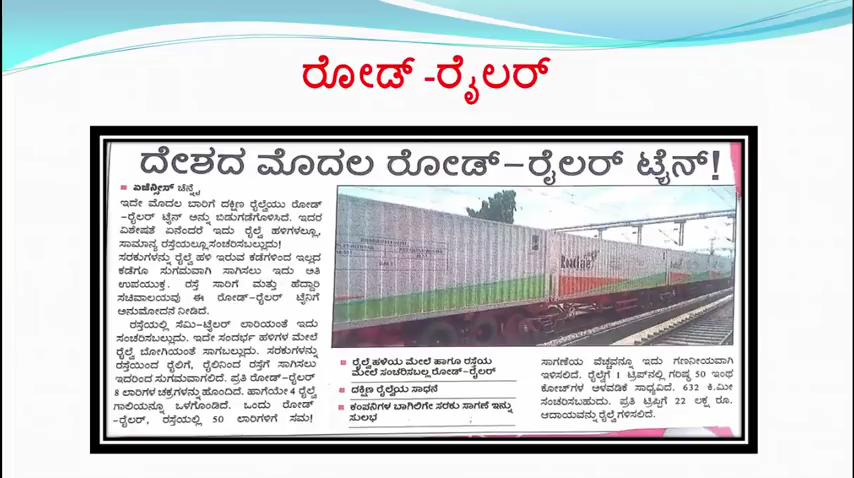 ರೋಡ್ -ರೈಲರ್
ದೇಶದ ಮೊದಲ ರೋಡ್-ರೈಲರ್ ಟ್ರೈನ್!
ಏಜೆನ್ಸೀಸ್ ಚೆನ್ನೈ
ಇದೇ ಮೊದಲ ಬಾರಿಗೆ ದಕ್ಷಿಣ ರೈಲ್ವೆಯು ರೋಡ್
-ರೈಲರ್ ಟ್ರೈನ್ ಅನ್ನು ಬಿಡುಗಡೆಗೊಳಿಸಿದೆ. ಇದರ
ವಿಶೇಷತೆ ಏನೆಂದರೆ ಇದು ರೈಲ್ವೆ ಹಳಿಗಳಲ್ಲೂ,
ಸಾಮಾನ್ಯ ರಸ್ತೆಯಲ್ಲೂ ಸಂಚರಿಸಬಲ್ಲುದು!
ಸರಕುಗಳನ್ನು ರೈಲ್ವೆ ಹಳಿ ಇರುವ ಕಡೆಗಳಿಂದ ಇಲ್ಲದ
ಕಡೆಗೂ ಸುಗಮವಾಗಿ ಸಾಗಿಸಲು ಇದು ಅತಿ
ಉಪಯುಕ್ತ. ರಸ್ತೆ ಸಾರಿಗೆ ಮತ್ತು ಹೆದ್ದಾರಿ
ಸಚಿವಾಲಯವು ಈ ರೋಡ್-ರೈಲರ್ ಟ್ರೈನಿಗೆ
ಅನುಮೋದನೆ ನೀಡಿದೆ.
ರಸ್ತೆಯಲ್ಲಿ ಸೆಮಿ-ಟ್ರೈಲರ್ ಲಾರಿಯಂತೆ ಇದು
ಸಂಚರಿಸಬಲ್ಲುದು. ಇದೇ ಸಂದರ್ಭ ಹಳಿಗಳ ಮೇಲೆ
ರೈಲ್ವೆ ಬೋಗಿಯಂತೆ ಸಾಗಬಲ್ಲುದು. ಸರಕುಗಳನ್ನು
ರಸ್ತೆಯಿಂದ ರೈಲಿಗೆ, ರೈಲಿನಿಂದ ರಸ್ತೆಗೆ ಸಾಗಿಸಲು
ಇದರಿಂದ ಸುಗಮವಾಗಲಿದೆ. ಪ್ರತಿ ರೋಡ್-ರೈಲರ್
8 ಲಾರಿಗಳ ಚಕ್ರಗಳನ್ನು ಹೊಂದಿದೆ. ಹಾಗೆಯೇ 4 ರೈಲ್ವೆ
ಗಾಲಿಯನ್ನೂ ಒಳಗೊಂಡಿದೆ. ಒಂದು ರೋಡ್
-ರೈಲರ್, ರಸ್ತೆಯಲ್ಲಿ 50 ಲಾರಿಗಳಿಗೆ ಸಮ!
ರೈಲ್ವೆ ಹಳಿಯ ಮೇಲೆ ಹಾಗೂ ರಸ್ತೆಯ
ಮೇಲೆ ಸಂಚರಿಸಬಲ್ಲ ರೋಡ್-ರೈಲರ್
ದಕ್ಷಿಣ ರೈಲ್ವೆಯ ಸಾಧನೆ
ಕಂಪನಿಗಳ ಬಾಗಿಲಿಗೇ ಸರಕು ಸಾಗಣೆ ಇನ್ನು
ಸುಲಭ
ಸಾಗಣೆಯ ವೆಚ್ಚವನ್ನೂ ಇದು ಗಣನೀಯವಾಗಿ
ಇಳಿಸಲಿದೆ. ರೈಲ್ವೆಗೆ 1 ಟ್ರಿಪ್‌ನಲ್ಲಿ ಗರಿಷ್ಠ 50 ಇಂಥ
ಕೋಚ್‌ಗಳ ಅಳವಡಿಕೆ ಸಾಧ್ಯವಿದೆ. 632 ಕಿ.ಮೀ
ಸಂಚರಿಸಬಹುದು. ಪ್ರತಿ ಟ್ರಿಪ್ಪಿಗೆ 22 ಲಕ್ಷ ರೂ.
ಆದಾಯವನ್ನು ರೈಲ್ವೆ ಗಳಿಸಲಿದೆ.